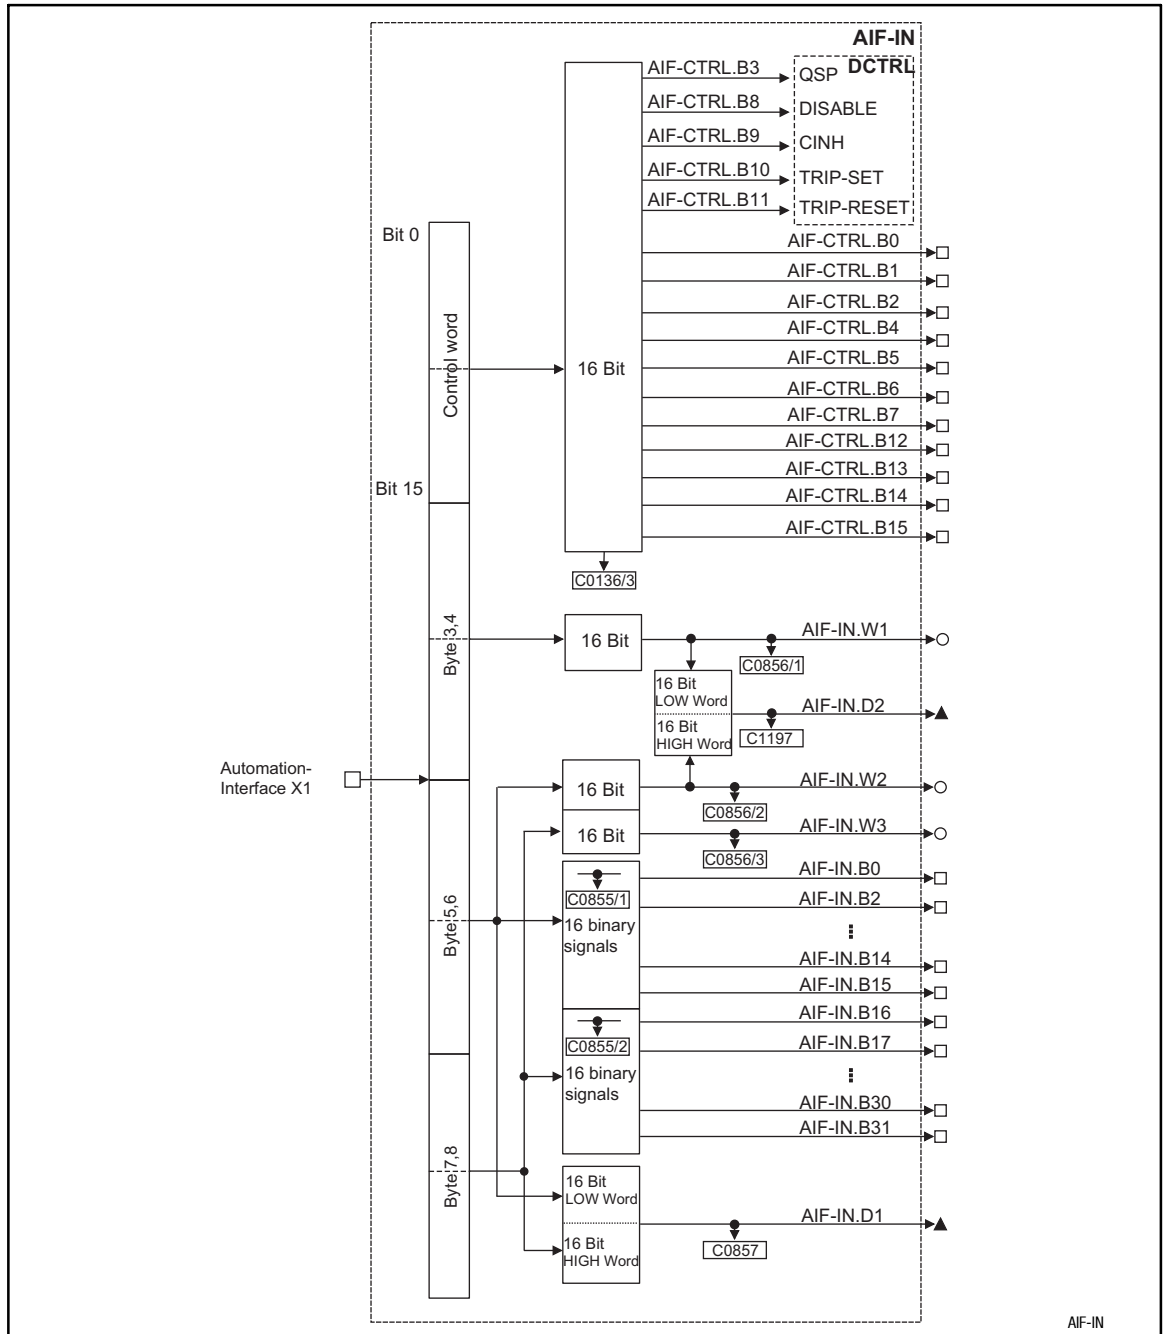 AIF-IN
DCTRL
AIF-CTRL.B3
QSP
AIF-CTRL.B8
DISABLE
AIF-CTRL.B9
CINH
AIF-CTRL.B10
TRIP-SET
AIF-CTRL.B11
TRIP-RESET
Bit 0
Control word
Bit 15
16 Bit
AIF-CTRL.B0
AIF-CTRL.B1
AIF-CTRL.B2
AIF-CTRL.B4
AIF-CTRL.B5
AIF-CTRL.B6
AIF-CTRL.B7
AIF-CTRL.B12
AIF-CTRL.B13
AIF-CTRL.B14
AIF-CTRL.B15
C0136/3
Byte 3,4
16 Bit
AIF-IN.W1
C0856/1
16 Bit
LOW Word
16 Bit
HIGH Word
AIF-IN.D2
C1197
Automation-
Interface X1
16 Bit
AIF-IN.W2
C0856/2
16 Bit
AIF-IN.W3
C0856/3
Byte 5,6
C0855/1
16 binary
signals
AIF-IN.B0
AIF-IN.B2
AIF-IN.B14
AIF-IN.B15
C0855/2
16 binary
signals
AIF-IN.B16
AIF-IN.B17
AIF-IN.B30
AIF-IN.B31
Byte 7,8
16 Bit
LOW Word
16 Bit
HIGH Word
AIF-IN.D1
C0857
AIF-IN